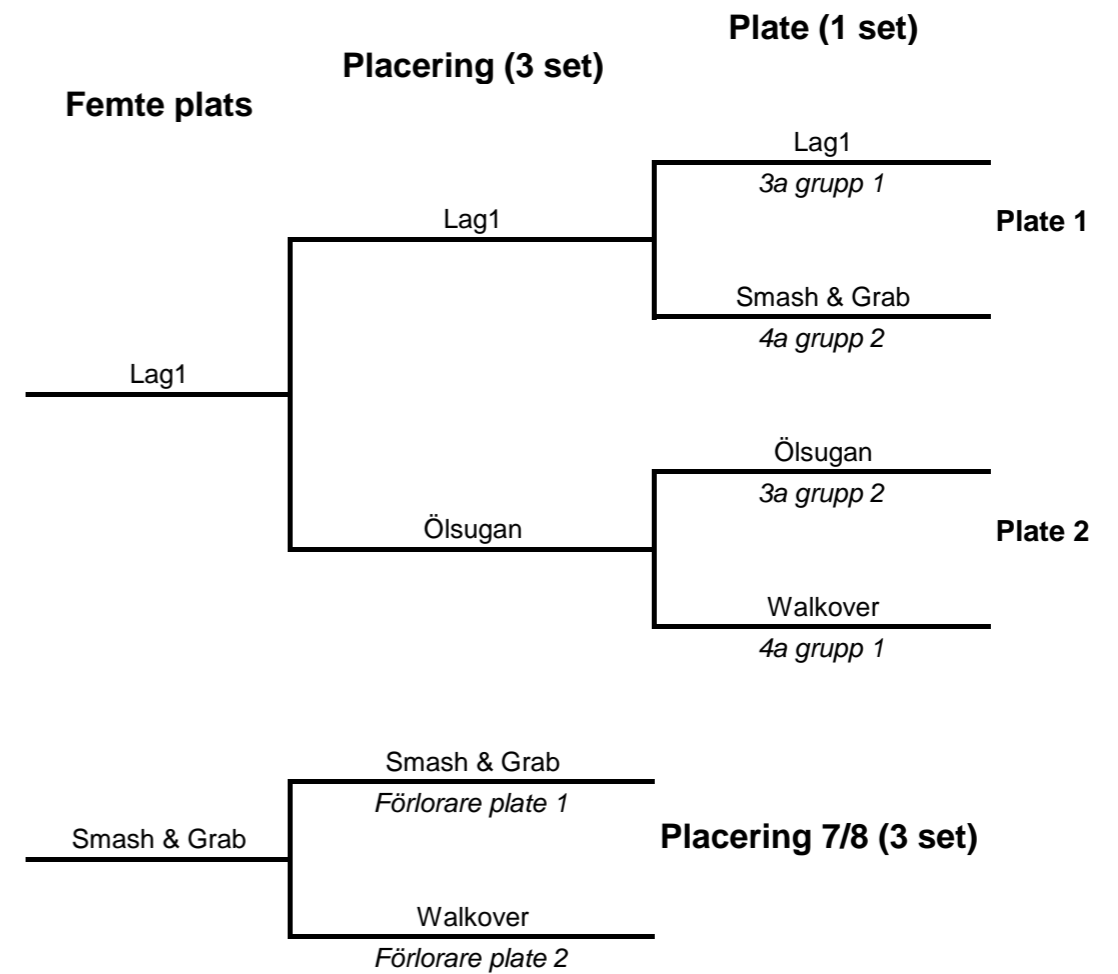 Plate (1 set)
Placering (3 set)
Femte plats
Lag1
3a grupp 1
Lag1
Plate 1
Smash & Grab
4a grupp 2
Lag1
Ölsugan
3a grupp 2
Ölsugan
Plate 2
Walkover
4a grupp 1
Smash & Grab
Förlorare plate 1
Smash & Grab
Placering 7/8 (3 set)
Walkover
Förlorare plate 2